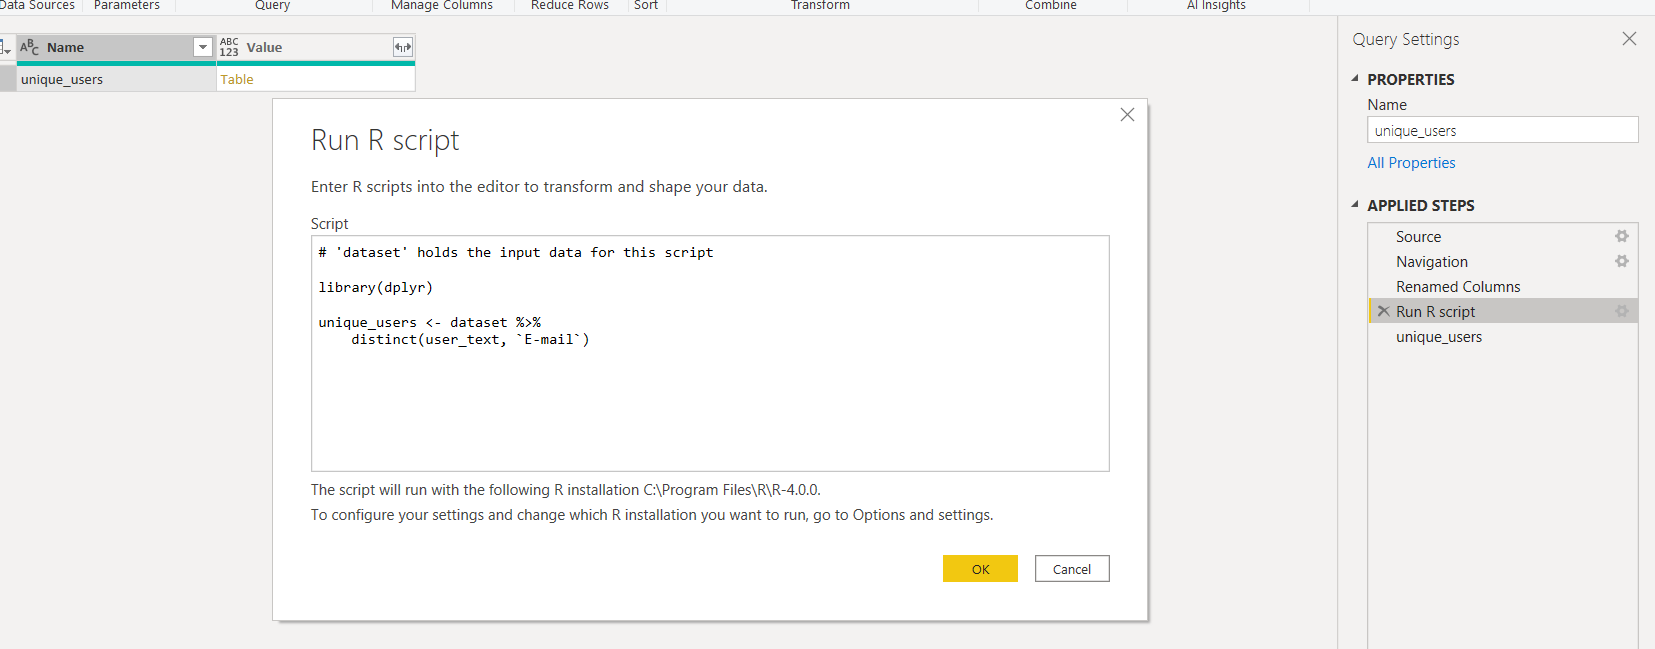 Data Sources Parameters Query Manage Columns Reduce Rows Sort Transform Combine AI Insights
ABC Name ABC 123 Value
unique_users Table
Run R script
Enter R scripts into the editor to transform and shape your data.
Script
# 'dataset' holds the input data for this script
library(dplyr)
unique_users <- dataset %>%
    distinct(user_text, `E-mail`)
The script will run with the following R installation C:\Program Files\R\R-4.0.0.
To configure your settings and change which R installation you want to run, go to Options and settings.
OK Cancel
Query Settings
PROPERTIES
Name
unique_users
All Properties
APPLIED STEPS
Source
Navigation
Renamed Columns
Run R script
unique_users